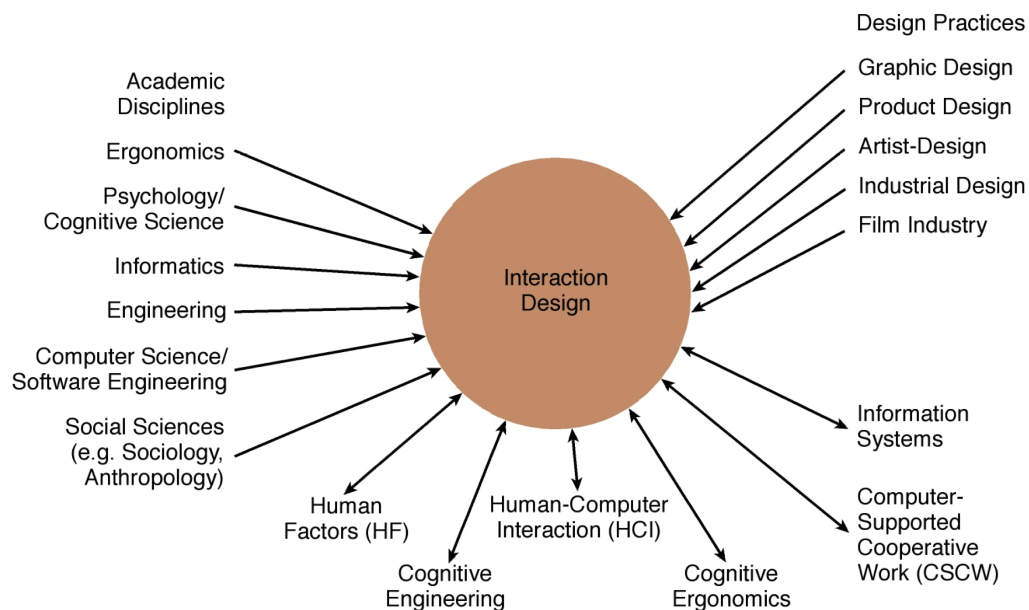 Design Practices
Graphic Design
Product Design
Artist-Design
Industrial Design
Film Industry
Academic
Disciplines
Ergonomics
Psychology/
Cognitive Science
Informatics
Engineering
Computer Science/
Software Engineering
Social Sciences
(e.g. Sociology,
Anthropology)
Interaction
Design
Human
Factors (HF)
Cognitive
Engineering
Human-Computer
Interaction (HCI)
Cognitive
Ergonomics
Information
Systems
Computer-
Supported
Cooperative
Work (CSCW)